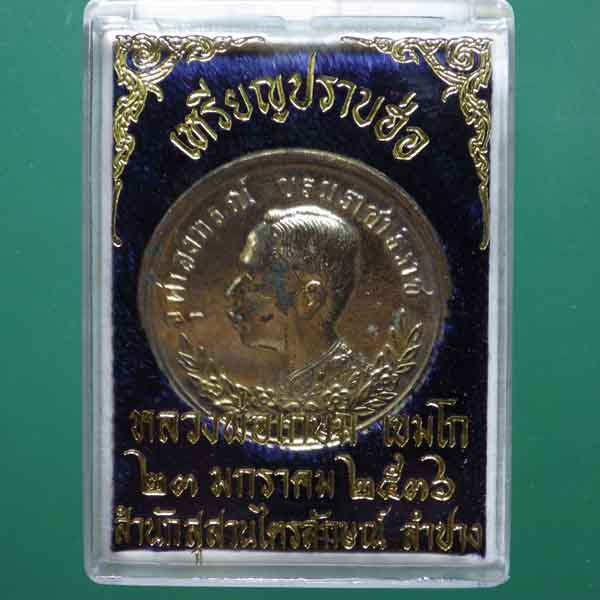 เหรียญปราบฮ่อ
จุฬาลงกรณ์ บรมราชาธิราช
หลวงพ่อเกษม เขมโก
๒๓ มกราคม ๒๕๓๖
สำนักสุสานไตรลักษณ์ ลำปาง